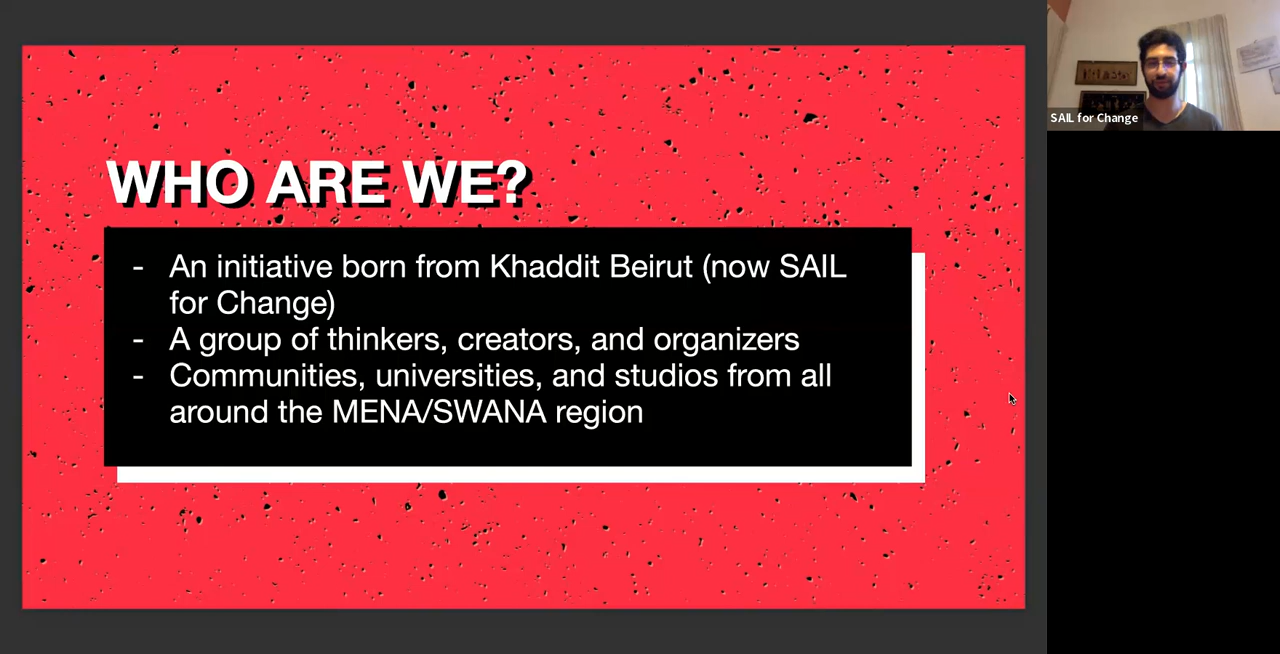 WHO ARE WE?
- An initiative born from Khaddit Beirut (now SAIL
for Change)
- A group of thinkers, creators, and organizers
- Communities, universities, and studios from all
around the MENA/SWANA region
SAIL for Change